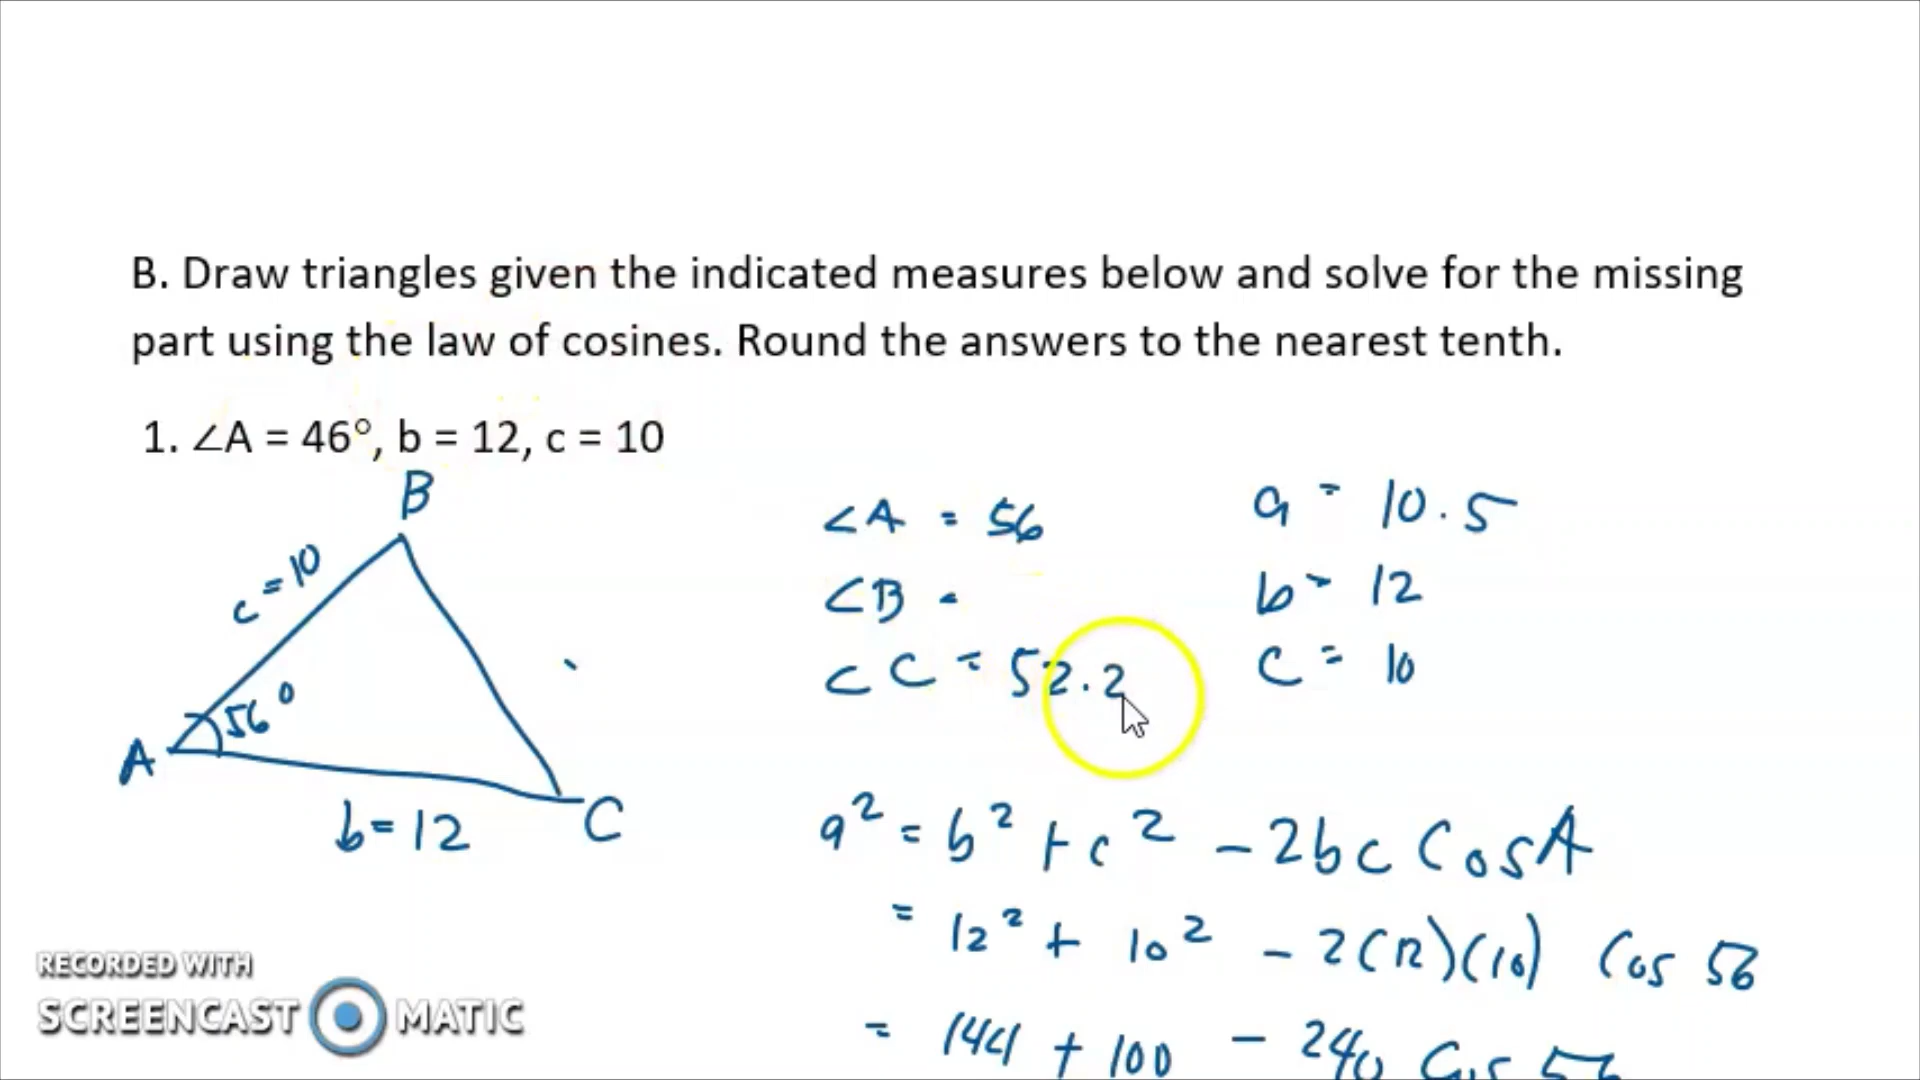 B. Draw triangles given the indicated measures below and solve for the missing
part using the law of cosines. Round the answers to the nearest tenth.
1. ∠A = 46°, b = 12, c = 10
B
c = 10
56°
A
b = 12
C
∠A = 56
∠B =
∠C = 52.2
a = 10.5
b = 12
c = 10
a² = b² + c² - 2bc Cos A
= 12² + 10² - 2(12)(10) Cos 56
= 144 + 100 - 240 Cos 56
RECORDED WITH
SCREENCAST MATIC